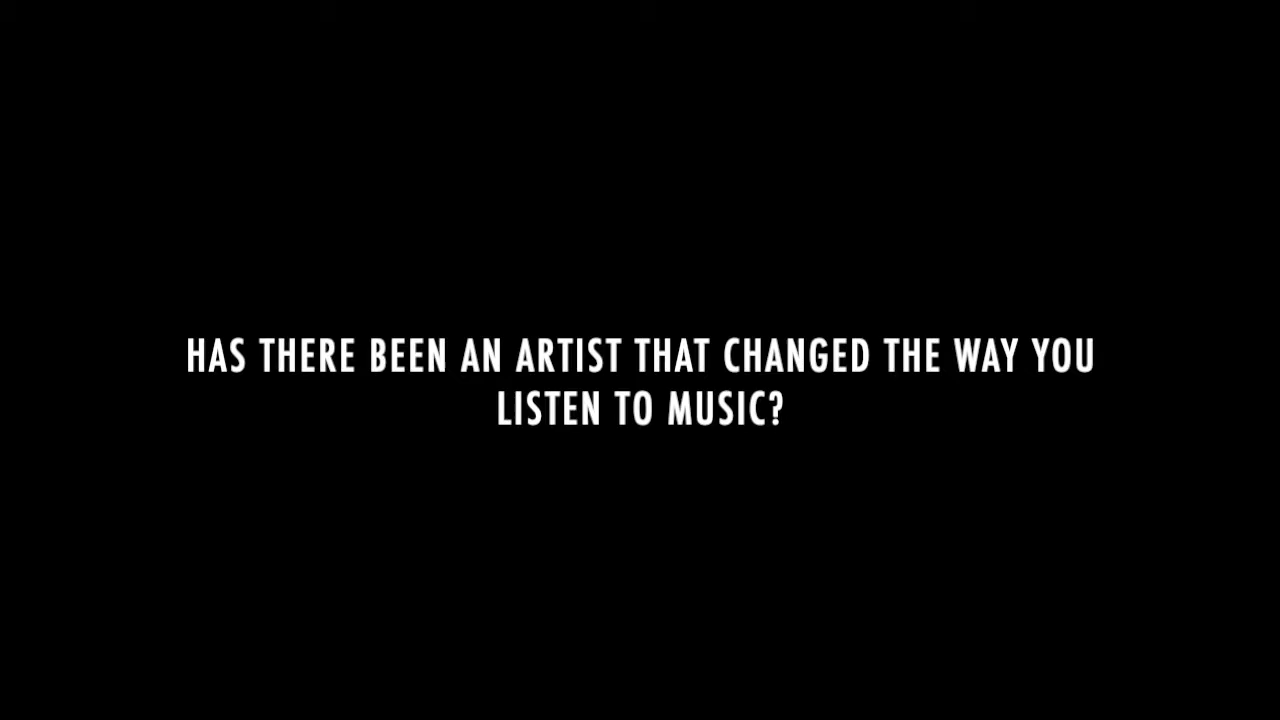 HAS THERE BEEN AN ARTIST THAT CHANGED THE WAY YOU
LISTEN TO MUSIC?